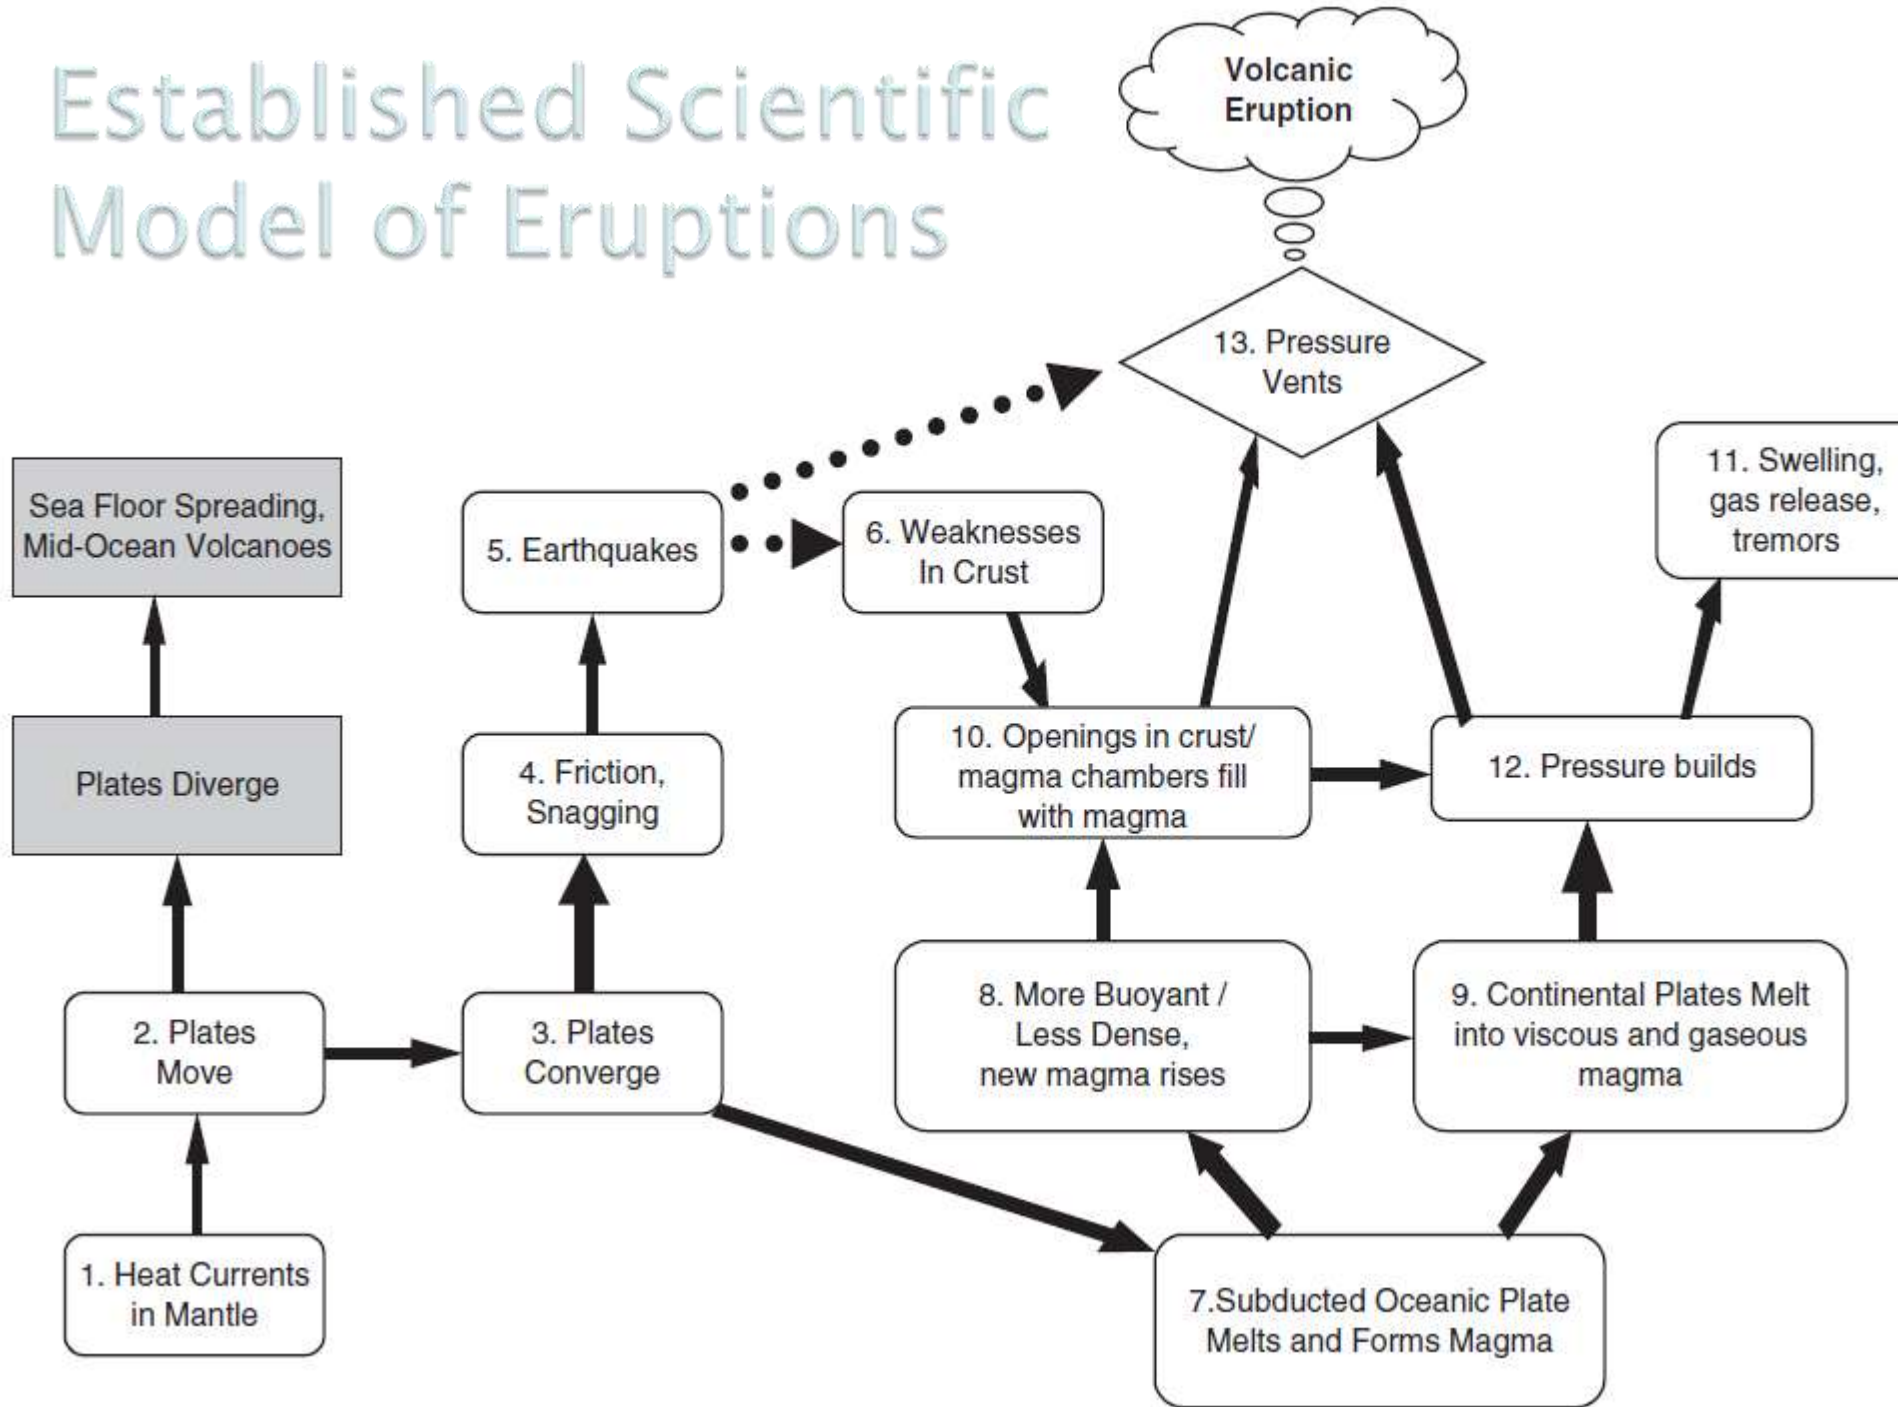 Established Scientific
Model of Eruptions
Volcanic
Eruption
13. Pressure
Vents
11. Swelling,
gas release,
tremors
Sea Floor Spreading,
Mid-Ocean Volcanoes
5. Earthquakes
6. Weaknesses
In Crust
Plates Diverge
4. Friction,
Snagging
10. Openings in crust/
magma chambers fill
with magma
12. Pressure builds
2. Plates
Move
3. Plates
Converge
8. More Buoyant /
Less Dense,
new magma rises
9. Continental Plates Melt
into viscous and gaseous
magma
1. Heat Currents
in Mantle
7.Subducted Oceanic Plate
Melts and Forms Magma